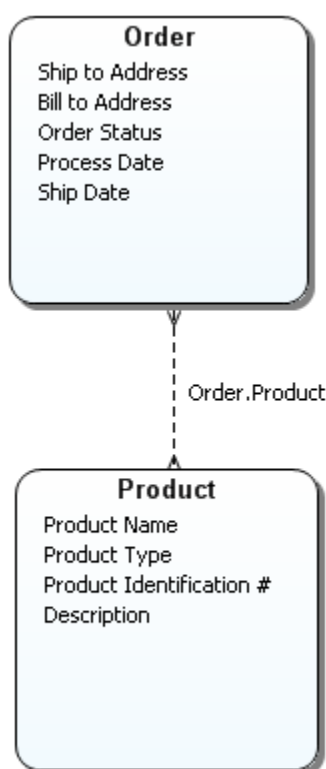 Order
Ship to Address
Bill to Address
Order Status
Process Date
Ship Date
Order.Product
Product
Product Name
Product Type
Product Identification #
Description